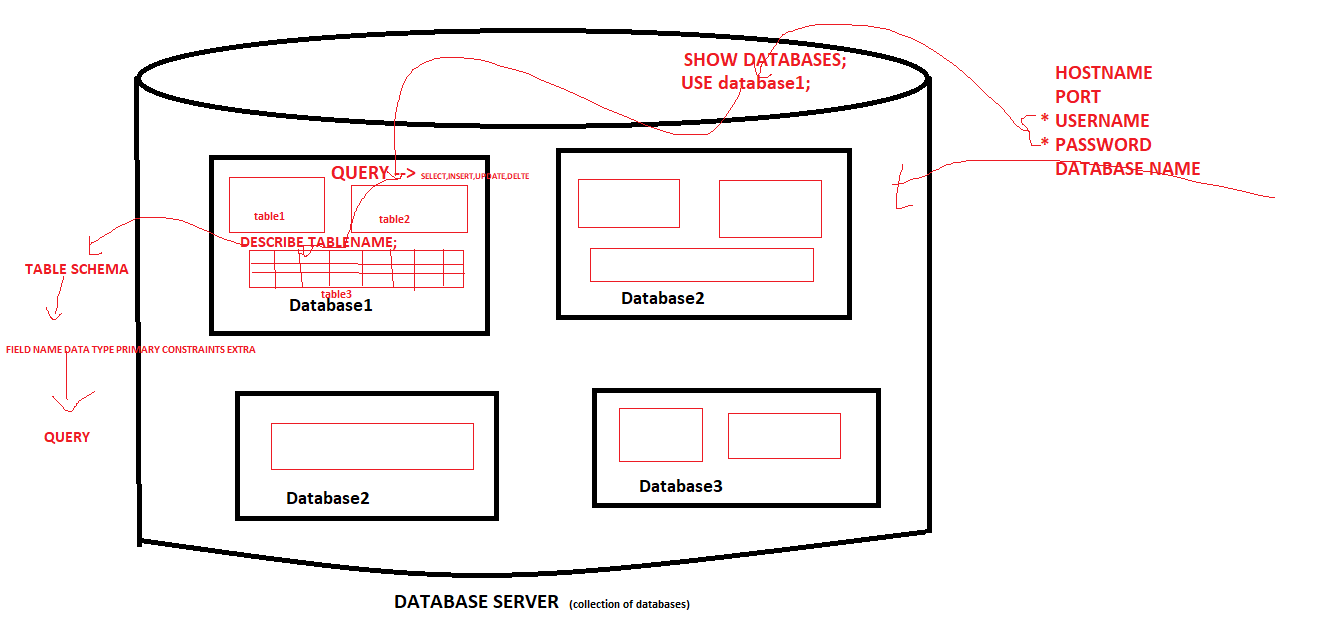 SHOW DATABASES;
USE database1;
HOSTNAME
PORT
* USERNAME
* PASSWORD
DATABASE NAME
QUERY --> SELECT,INSERT,UPDATE,DELTE
table1
table2
DESCRIBE TABLENAME;
table3
Database1
Database2
TABLE SCHEMA
FIELD NAME DATA TYPE PRIMARY CONSTRAINTS EXTRA
QUERY
Database2
Database3
DATABASE SERVER (collection of databases)